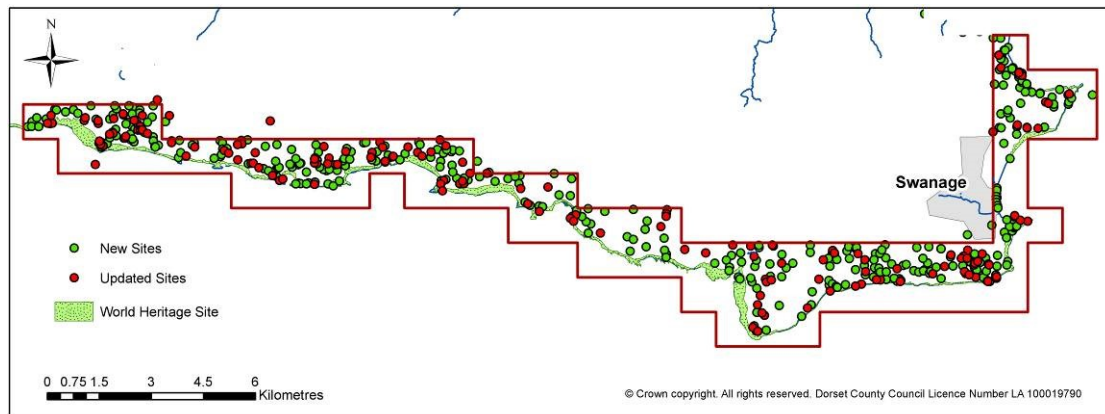 N
Swanage
New Sites
Updated Sites
World Heritage Site
0 0.75 1.5 3 4.5 6
Kilometres
© Crown copyright. All rights reserved. Dorset County Council Licence Number LA 100019790